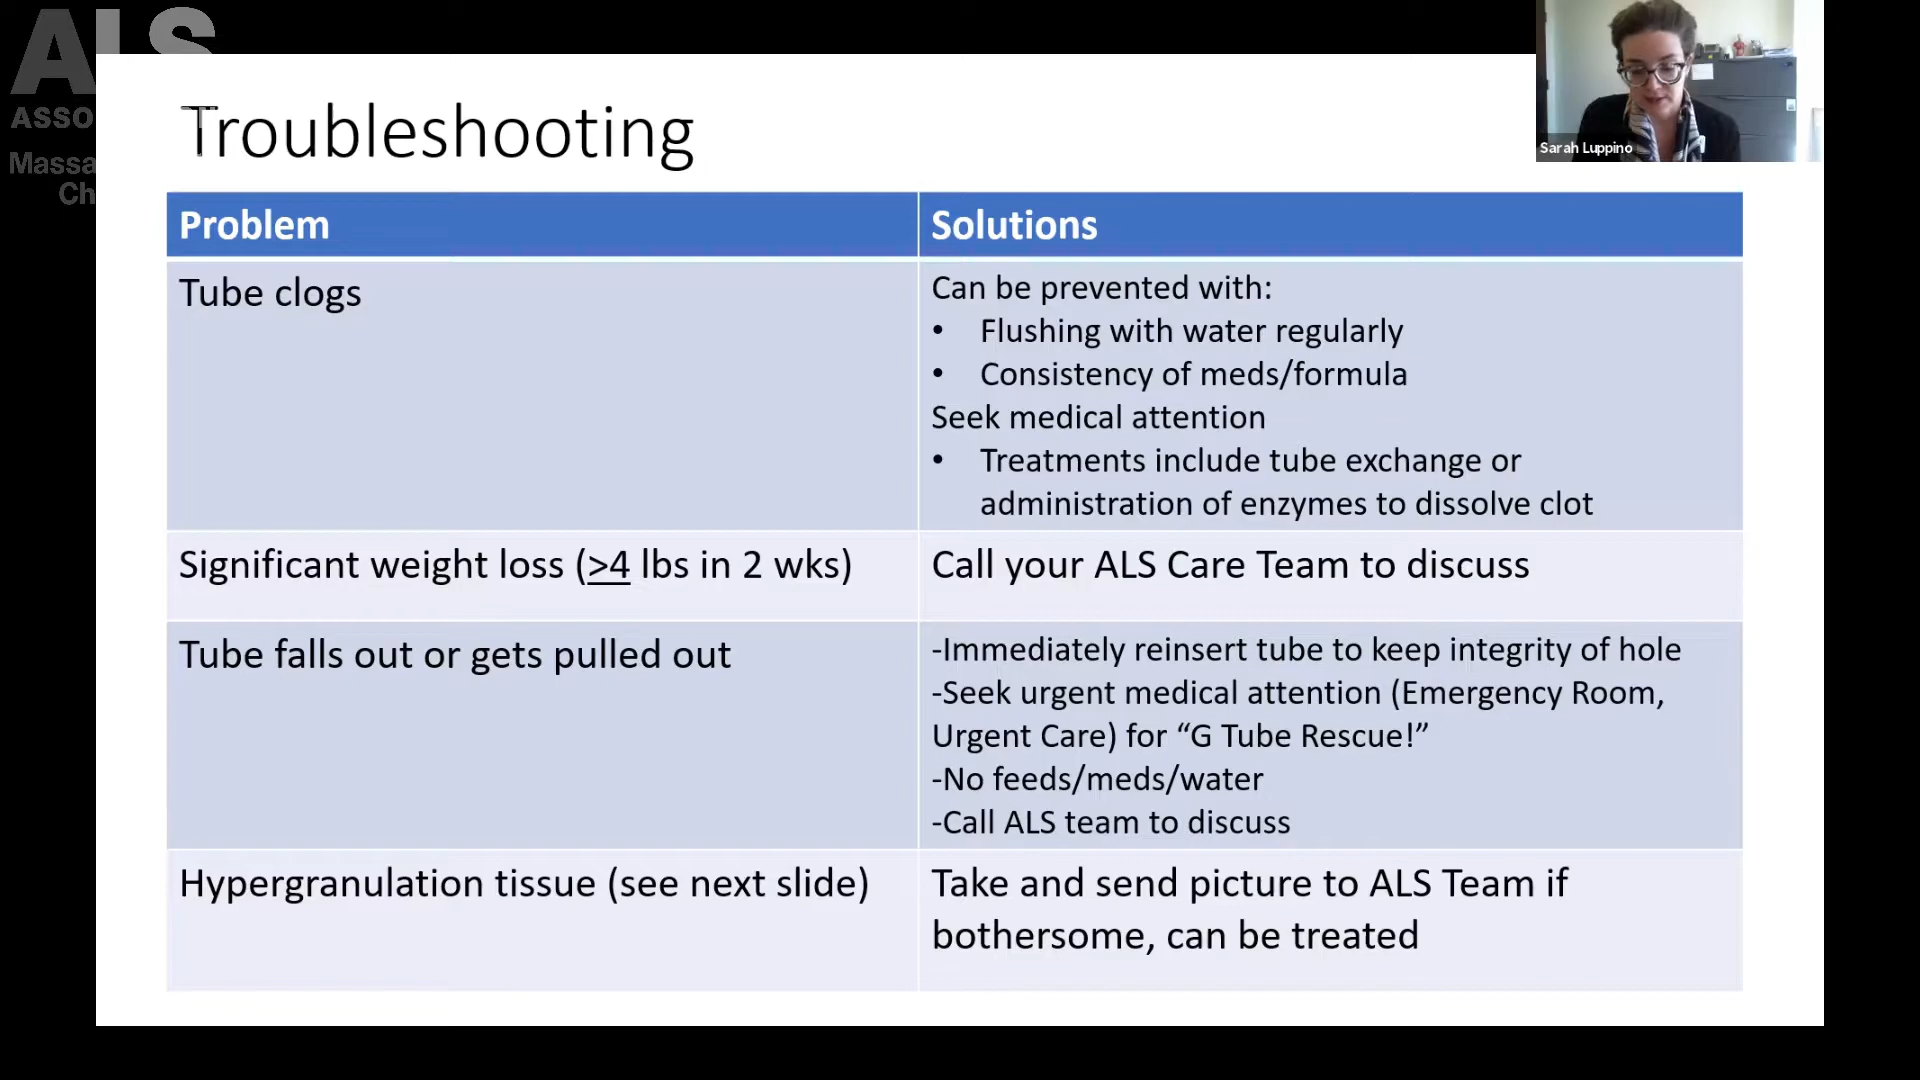 ALS
ASSO
Massa
Ch
Troubleshooting
Sarah Luppino
Problem
Solutions
Tube clogs
Can be prevented with:
• Flushing with water regularly
• Consistency of meds/formula
Seek medical attention
• Treatments include tube exchange or
administration of enzymes to dissolve clot
Significant weight loss (>4 lbs in 2 wks)
Call your ALS Care Team to discuss
Tube falls out or gets pulled out
-Immediately reinsert tube to keep integrity of hole
-Seek urgent medical attention (Emergency Room,
Urgent Care) for “G Tube Rescue!”
-No feeds/meds/water
-Call ALS team to discuss
Hypergranulation tissue (see next slide)
Take and send picture to ALS Team if
bothersome, can be treated